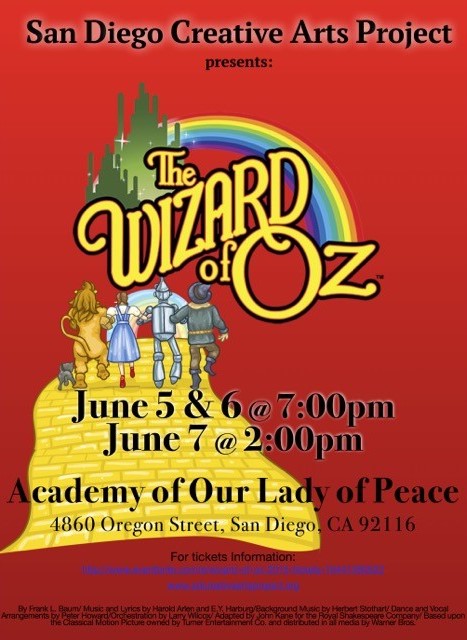 San Diego Creative Arts Project
presents:
The
WIZARD
of OZ™
June 5 & 6 @ 7:00pm
June 7 @ 2:00pm
Academy of Our Lady of Peace
4860 Oregon Street, San Diego, CA 92116
For tickets Information:
By Frank L. Baum/ Music and Lyrics by Harold Arlen and E.Y. Harburg/Background Music by Herbert Stothart/ Dance and Vocal
Arrangements by Peter Howard/Orchestration by Larry Wilcox/ Adapted by John Kane for the Royal Shakespeare Company/ Based upon
the Classical Motion Picture owned by Turner Entertainment Co. and distributed in all media by Warner Bros.